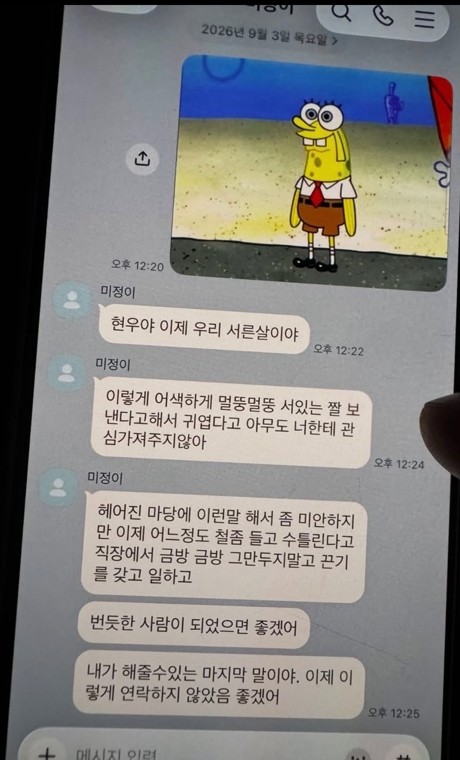 미정이
2026년 9월 3일 목요일 >
오후 12:20
미정이
현우야 이제 우리 서른살이야
오후 12:22
미정이
이렇게 어색하게 멀뚱멀뚱 서있는 짤 보
낸다고해서 귀엽다고 아무도 너한테 관
심가져주지않아
오후 12:24
미정이
헤어진 마당에 이런말 해서 좀 미안하지
만 이제 어느정도 철좀 들고 수틀린다고
직장에서 금방 금방 그만두지말고 끈기
를 갖고 일하고
번듯한 사람이 되었으면 좋겠어
내가 해줄수있는 마지막 말이야. 이제 이
렇게 연락하지 않았음 좋겠어
오후 12:25
메시지 입력